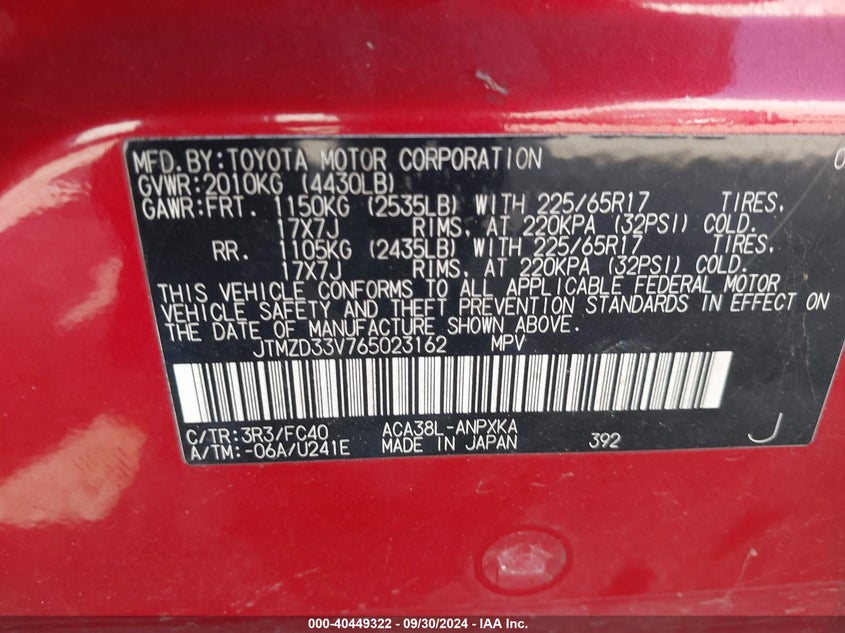 MFD.BY:TOYOTA MOTOR CORPORATION 0
GVWR:2010KG (4430LB)
GAWR:FRT. 1150KG (2535LB) WITH 225/65R17 TIRES.
17X7J RIMS, AT 220KPA (32PSI) COLD.
RR. 1105KG (2435LB) WITH 225/65R17 TIRES.
17X7J RIMS, AT 220KPA (32PSI) COLD.
THIS VEHICLE CONFORMS TO ALL APPLICABLE FEDERAL MOTOR
VEHICLE SAFETY AND THEFT PREVENTION STANDARDS IN EFFECT ON
THE DATE OF MANUFACTURE SHOWN ABOVE.
JTMZD33V765023162 MPV
C/TR:3R3/FC40 ACA38L-ANPXKA
A/TM:-06A/U241E MADE IN JAPAN 392 J
000-40449322 - 09/30/2024 - IAA Inc.